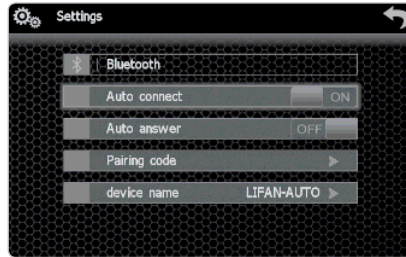 Settings
Bluetooth
Auto connect ON
Auto answer OFF
Pairing code
device name LIFAN-AUTO